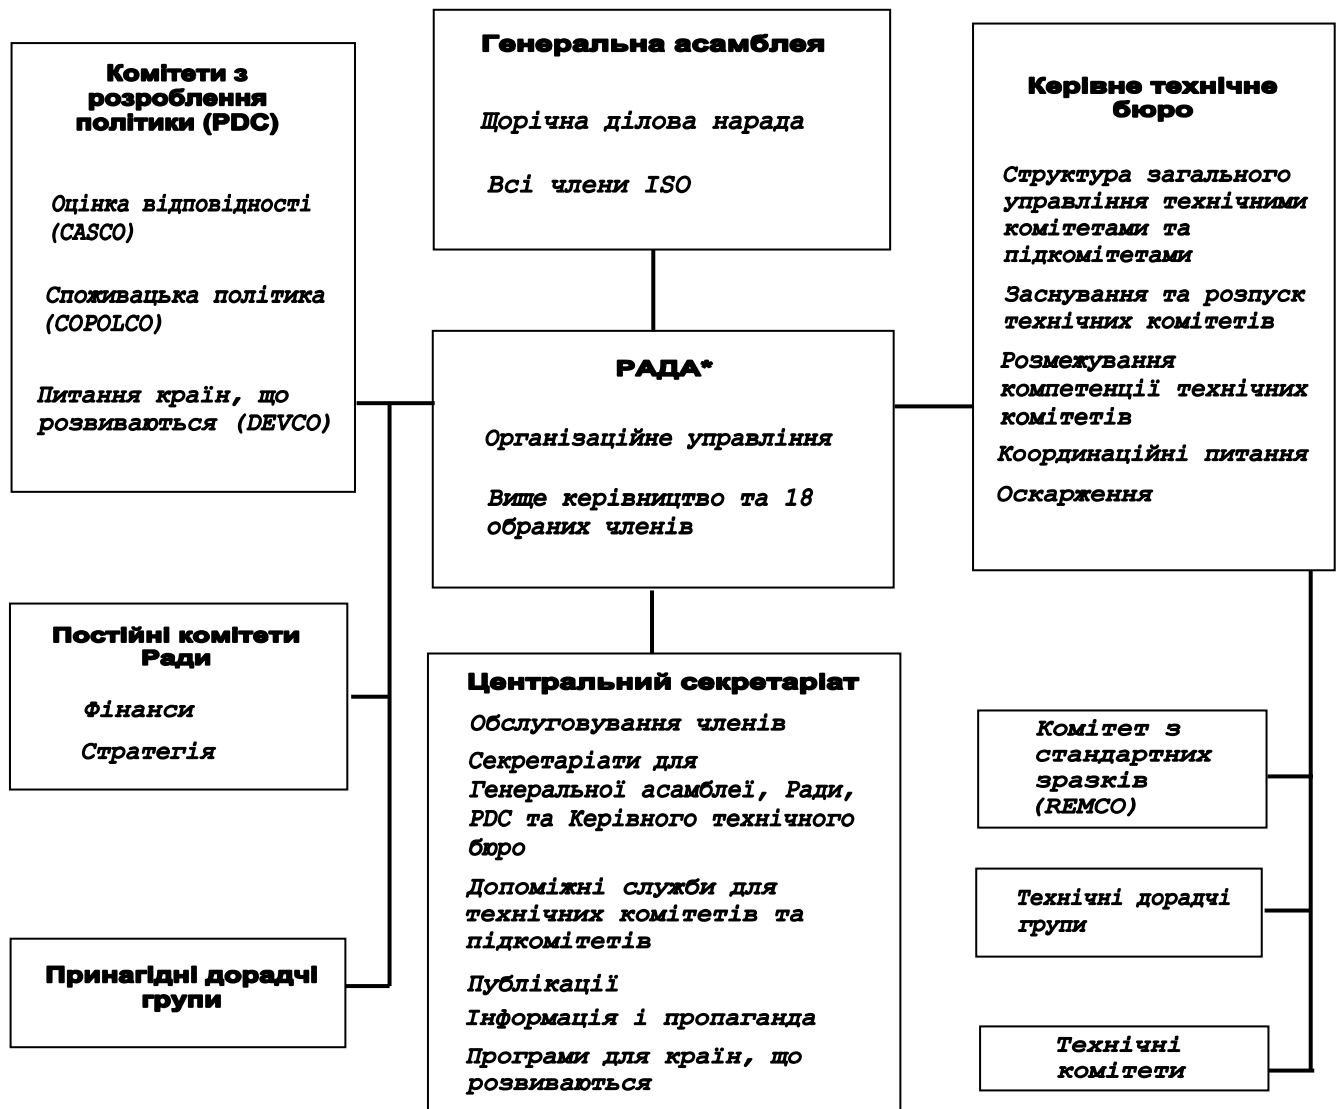 Комітети з
розроблення
політики (PDC)
Оцінка відповідності
(CASCO)
Споживацька політика
(COPOLCO)
Питання країн, що
розвиваються (DEVCO)
Генеральна асамблея
Щорічна ділова нарада
Всі члени ISO
Керівне технічне
бюро
Структура загального
управління технічними
комітетами та
підкомітетами
Заснування та розпуск
технічних комітетів
Розмежування
компетенції технічних
комітетів
Координаційні питання
Оскарження
РАДА*
Організаційне управління
Вище керівництво та 18
обраних членів
Постійні комітети
Ради
Фінанси
Стратегія
Принагідні дорадчі
групи
Центральний секретаріат
Обслуговування членів
Секретаріати для
Генеральної асамблеї, Ради,
PDC та Керівного технічного
бюро
Допоміжні служби для
технічних комітетів та
підкомітетів
Публікації
Інформація і пропаганда
Програми для країн, що
розвиваються
Комітет з
стандартних
зразків
(REMCO)
Технічні дорадчі
групи
Технічні
комітети